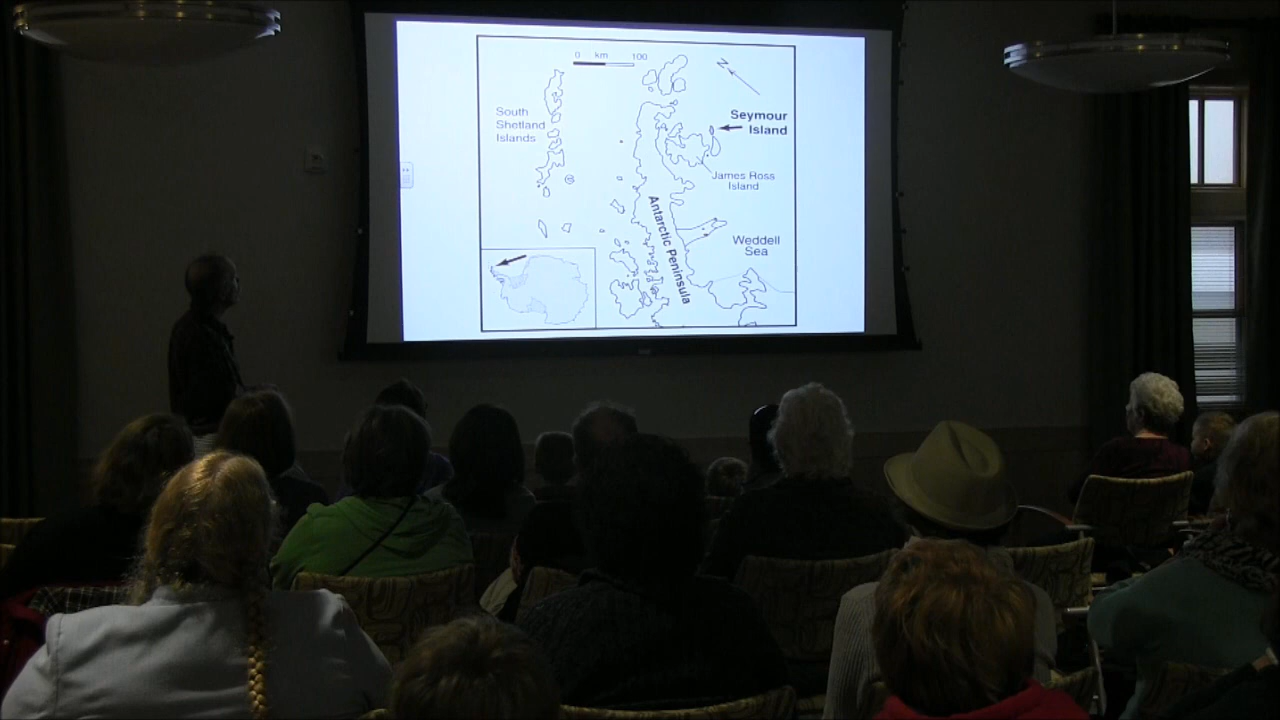 0 km 100
N
South
Shetland
Islands
Seymour
Island
James Ross
Island
Antarctic Peninsula
Weddell
Sea